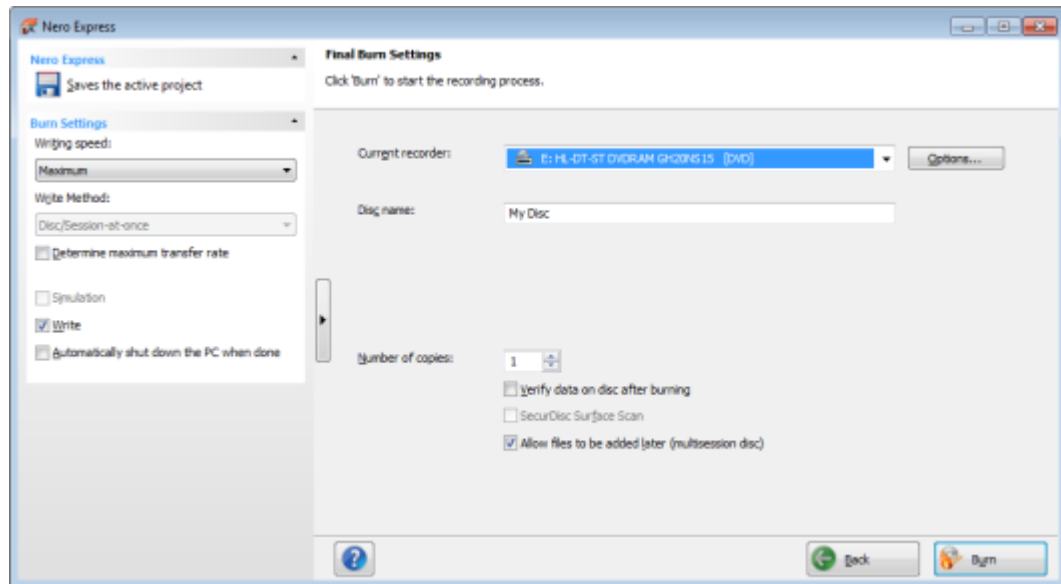 Nero Express
Nero Express
Saves the active project
Burn Settings
Writing speed:
Maximum
Write Method:
Disc/Session-at-once
Determine maximum transfer rate
Simulation
Write
Automatically shut down the PC when done
Final Burn Settings
Click 'Burn' to start the recording process.
Current recorder:
E: HL-DT-ST DVDRAM GH20NS15 [DVD]
Options...
Disc name:
My Disc
Number of copies:
1
Verify data on disc after burning
SecurDisc Surface Scan
Allow files to be added later (multisession disc)
Back
Burn